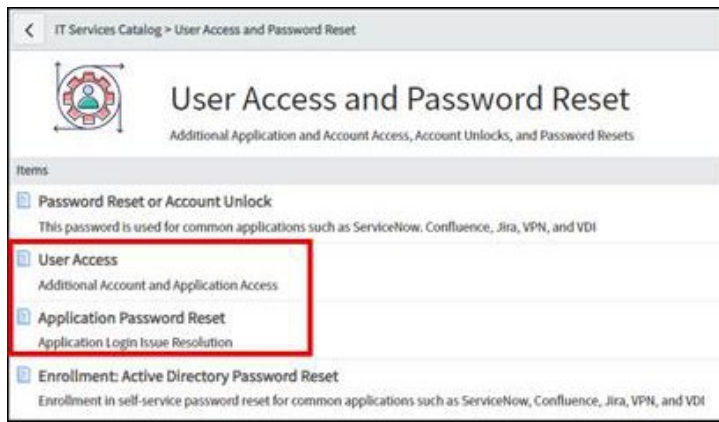 IT Services Catalog > User Access and Password Reset
User Access and Password Reset
Additional Application and Account Access, Account Unlocks, and Password Resets
Items
Password Reset or Account Unlock
This password is used for common applications such as ServiceNow. Confluence, Jira, VPN, and VDI
User Access
Additional Account and Application Access
Application Password Reset
Application Login Issue Resolution
Enrollment: Active Directory Password Reset
Enrollment in self-service password reset for common applications such as ServiceNow, Confluence, Jira, VPN, and VDI